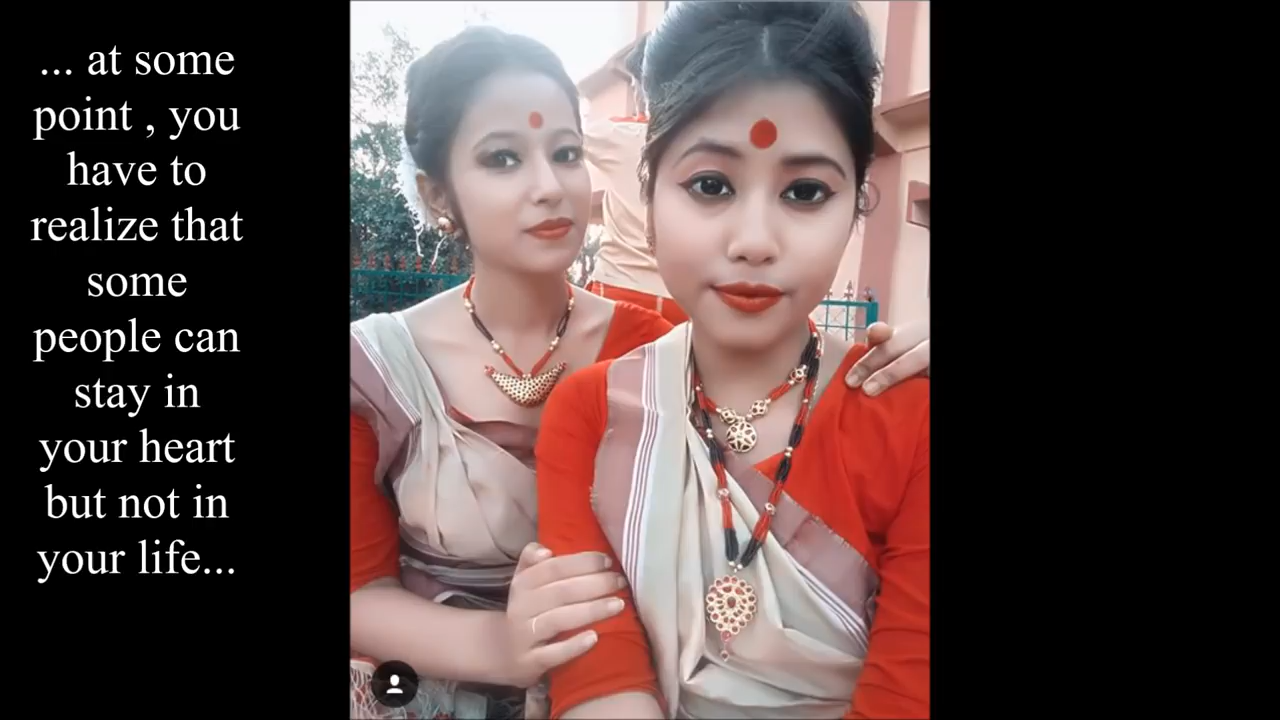 ... at some
point , you
have to
realize that
some
people can
stay in
your heart
but not in
your life...